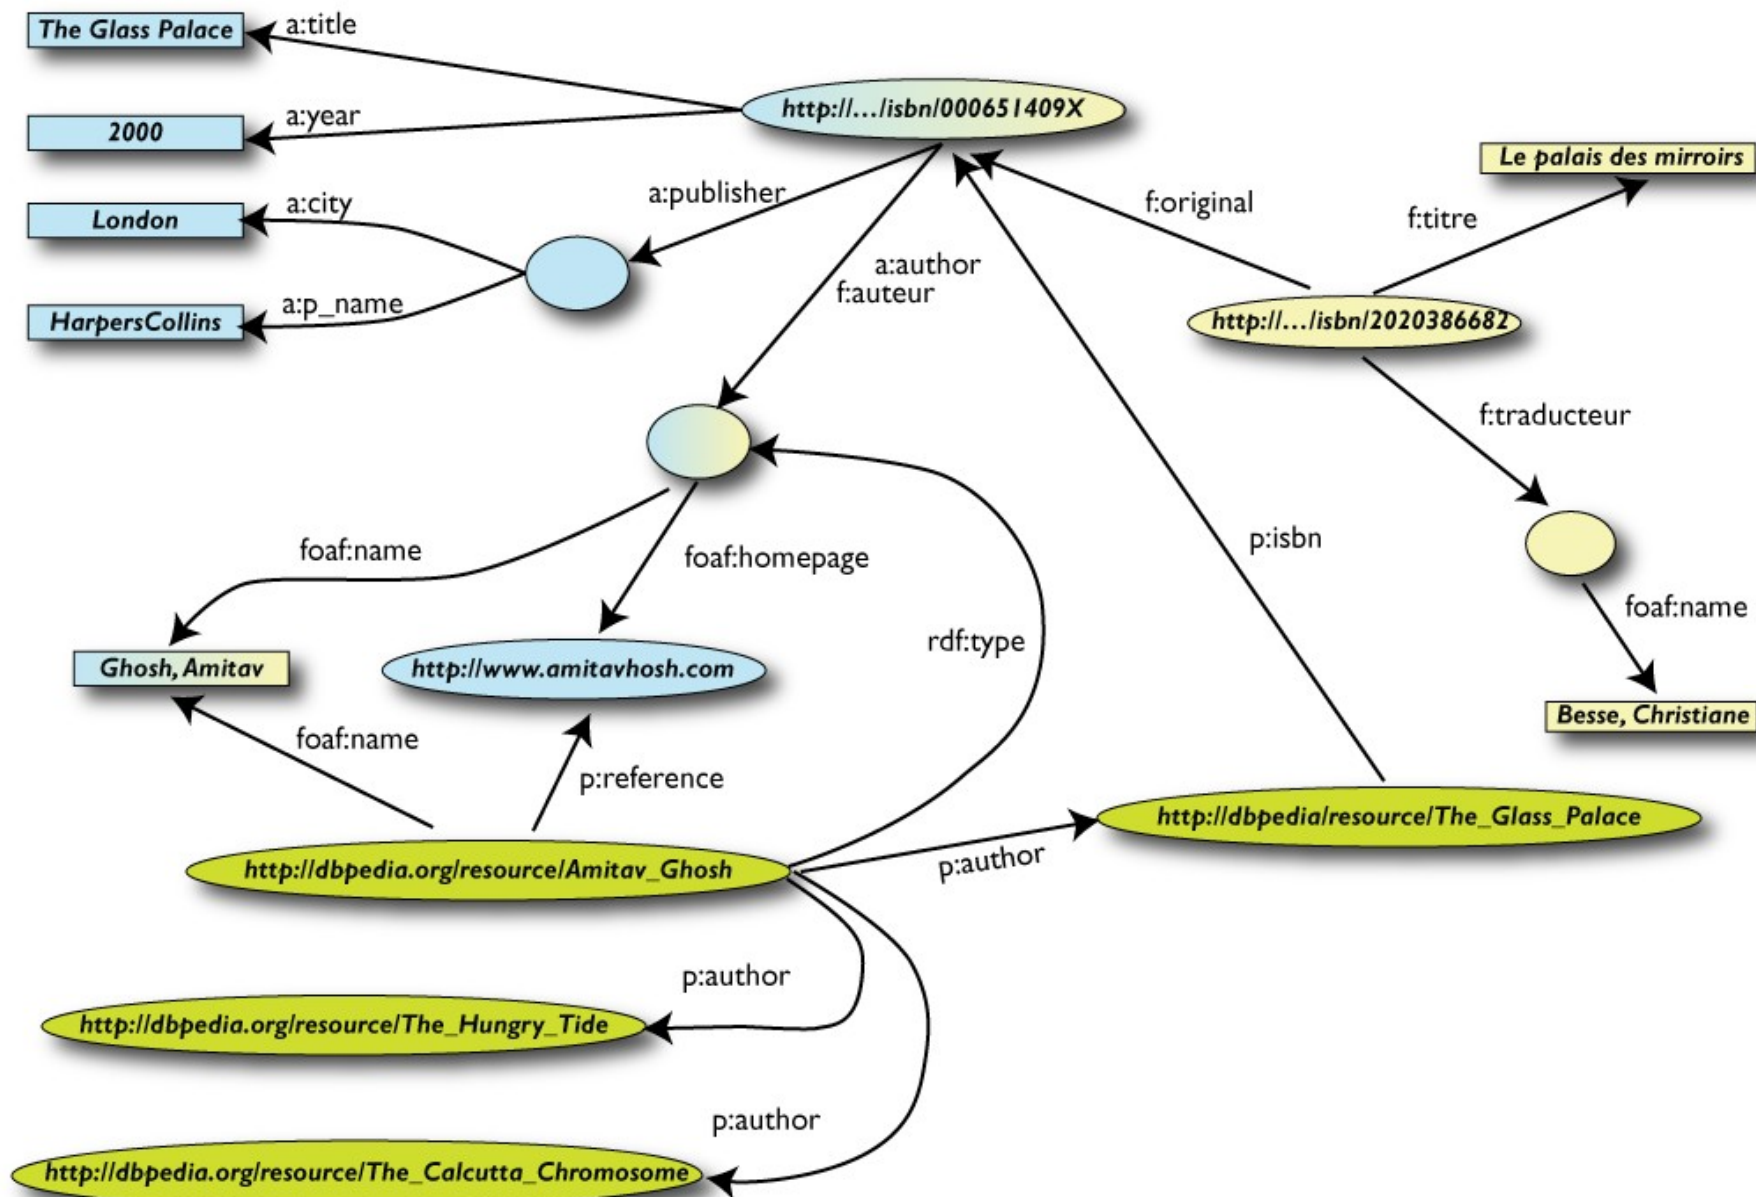 The Glass Palace
a:title
http://…/isbn/000651409X
2000
a:year
Le palais des mirroirs
a:publisher
f:original
f:titre
London
a:city
a:author
f:auteur
HarpersCollins
a:p_name
http://…/isbn/2020386682
f:traducteur
foaf:name
foaf:homepage
p:isbn
foaf:name
rdf:type
Ghosh, Amitav
http://www.amitavhosh.com
Besse, Christiane
foaf:name
p:reference
http://dbpedia/resource/The_Glass_Palace
http://dbpedia.org/resource/Amitav_Ghosh
p:author
p:author
http://dbpedia.org/resource/The_Hungry_Tide
p:author
http://dbpedia.org/resource/The_Calcutta_Chromosome